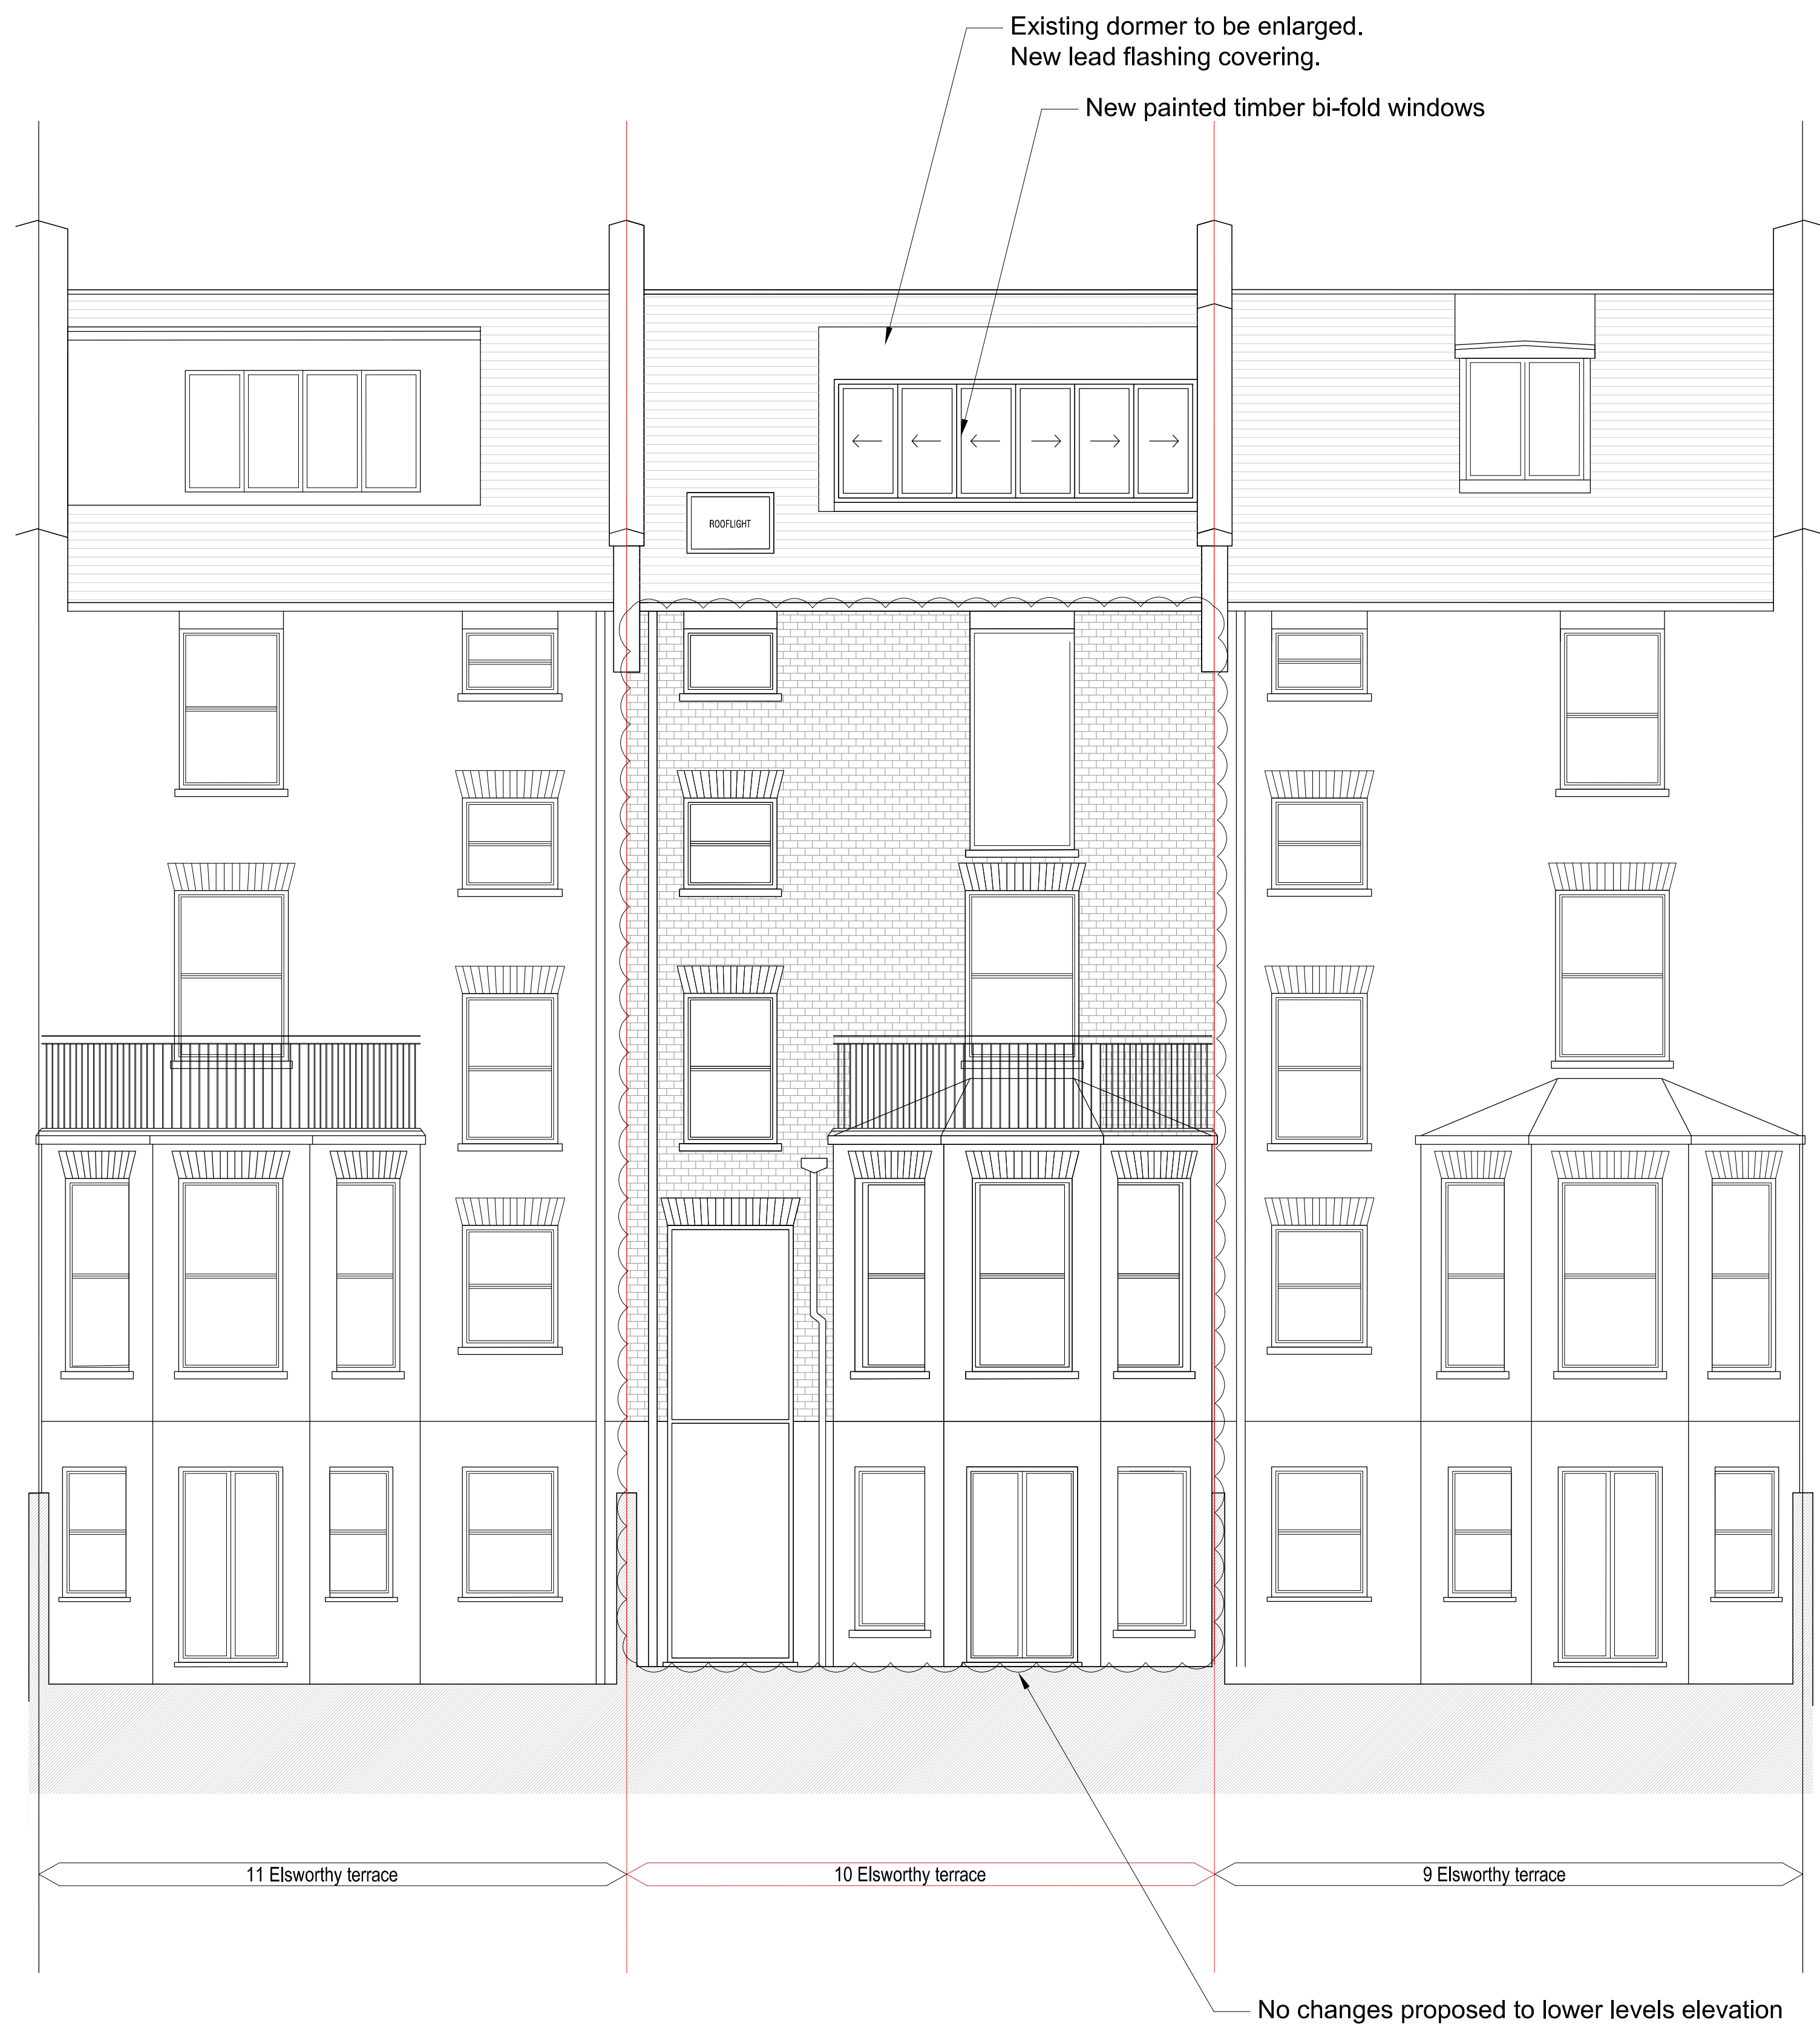 Existing dormer to be enlarged.
New lead flashing covering.
New painted timber bi-fold windows
ROOFLIGHT
11 Elsworthy terrace
10 Elsworthy terrace
9 Elsworthy terrace
No changes proposed to lower levels elevation